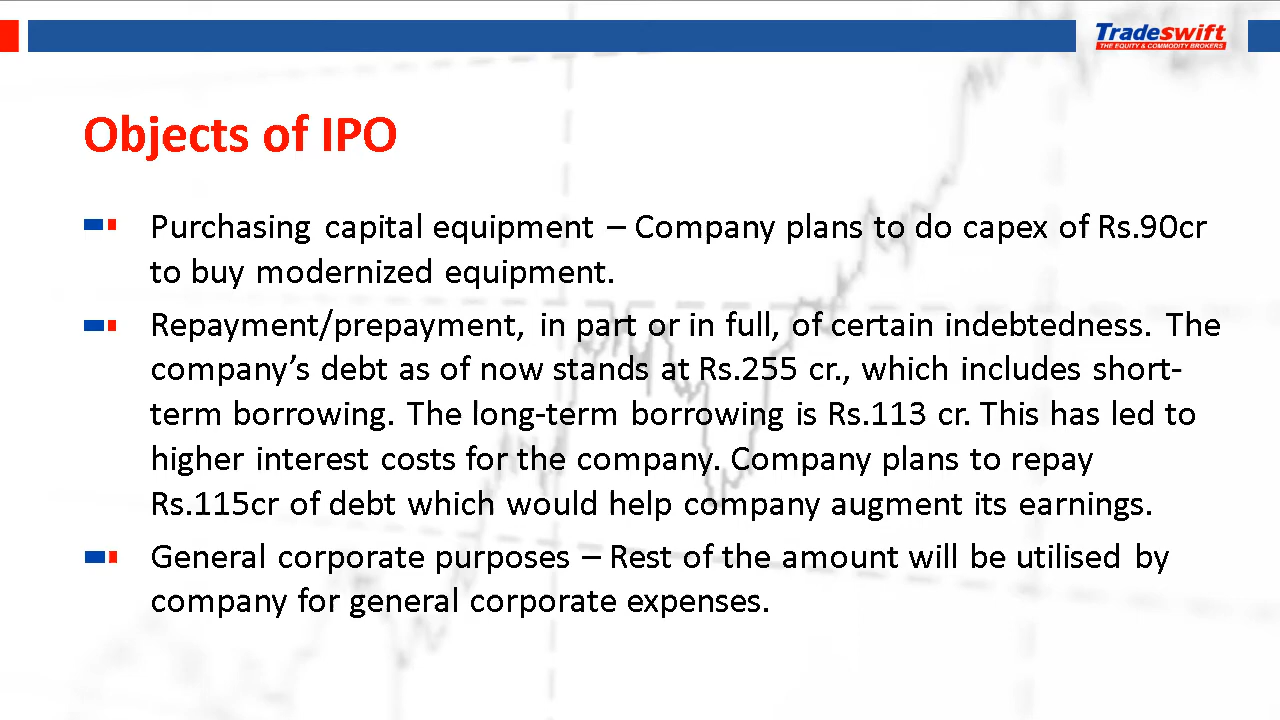 Tradeswift
THE EQUITY & COMMODITY BROKERS
Objects of IPO
Purchasing capital equipment – Company plans to do capex of Rs.90cr
to buy modernized equipment.
Repayment/prepayment, in part or in full, of certain indebtedness. The
company’s debt as of now stands at Rs.255 cr., which includes short-
term borrowing. The long-term borrowing is Rs.113 cr. This has led to
higher interest costs for the company. Company plans to repay
Rs.115cr of debt which would help company augment its earnings.
General corporate purposes – Rest of the amount will be utilised by
company for general corporate expenses.